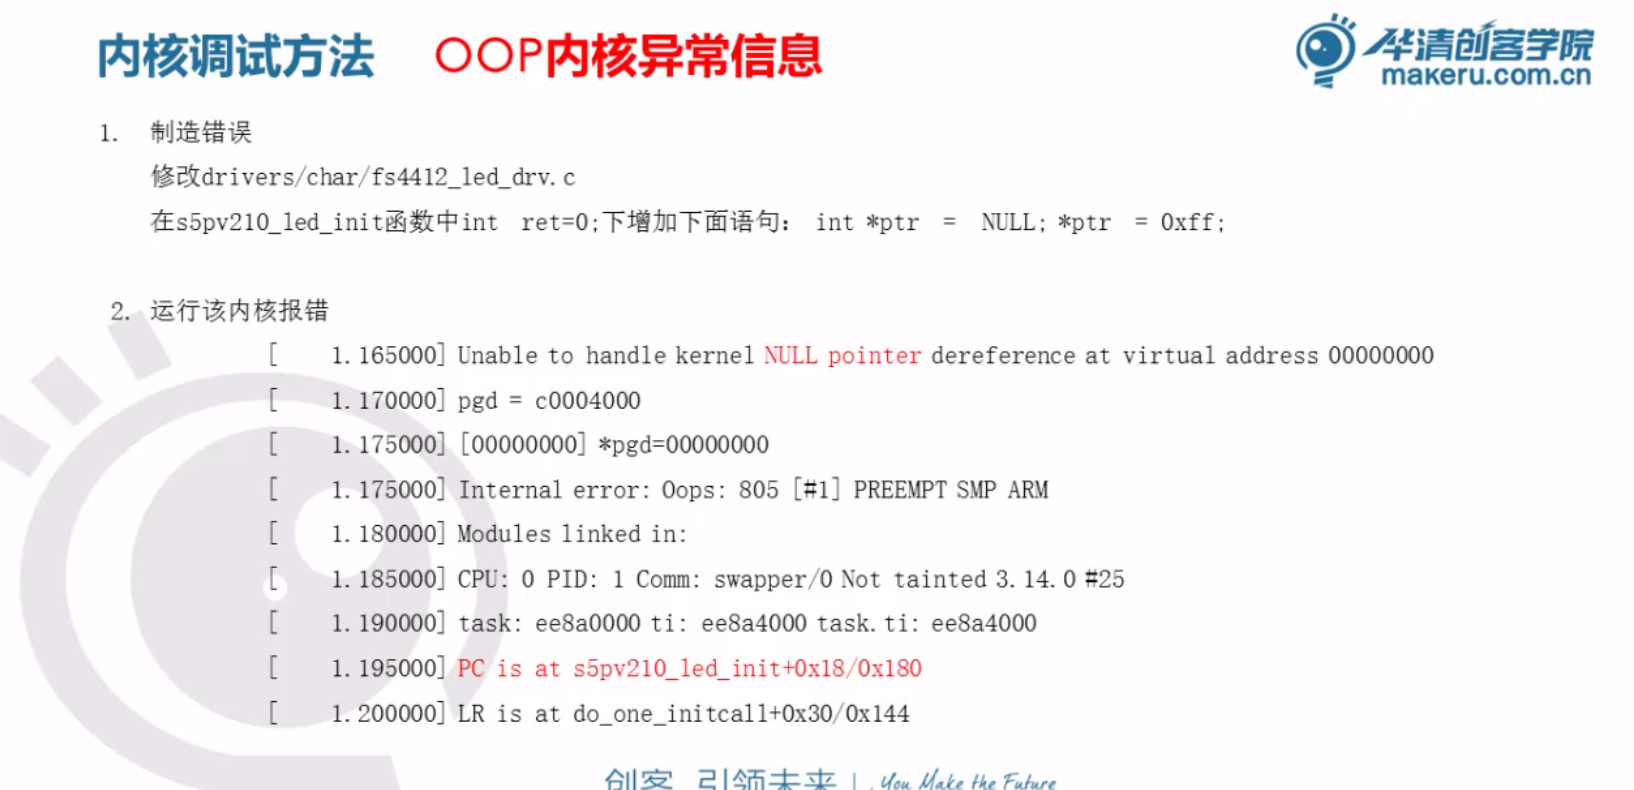 内核调试方法 OOP内核异常信息
华清创客学院
makeru.com.cn
1. 制造错误
修改drivers/char/fs4412_led_drv.c
在s5pv210_led_init函数中int ret=0;下增加下面语句: int *ptr = NULL; *ptr = 0xff;
2. 运行该内核报错
[ 1.165000] Unable to handle kernel NULL pointer dereference at virtual address 00000000
[ 1.170000] pgd = c0004000
[ 1.175000] [00000000] *pgd=00000000
[ 1.175000] Internal error: Oops: 805 [#1] PREEMPT SMP ARM
[ 1.180000] Modules linked in:
[ 1.185000] CPU: 0 PID: 1 Comm: swapper/0 Not tainted 3.14.0 #25
[ 1.190000] task: ee8a0000 ti: ee8a4000 task.ti: ee8a4000
[ 1.195000] PC is at s5pv210_led_init+0x18/0x180
[ 1.200000] LR is at do_one_initcall+0x30/0x144
创客 引领未来 | You Make the Future